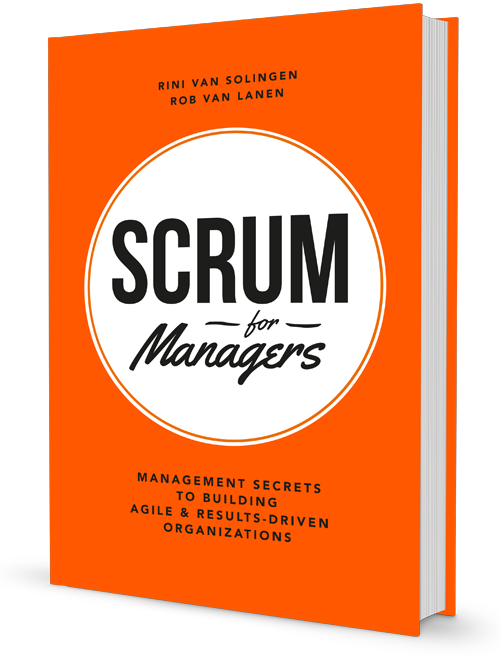 RINI VAN SOLINGEN
ROB VAN LANEN
SCRUM
for
Managers
MANAGEMENT SECRETS
TO BUILDING
AGILE & RESULTS-DRIVEN
ORGANIZATIONS